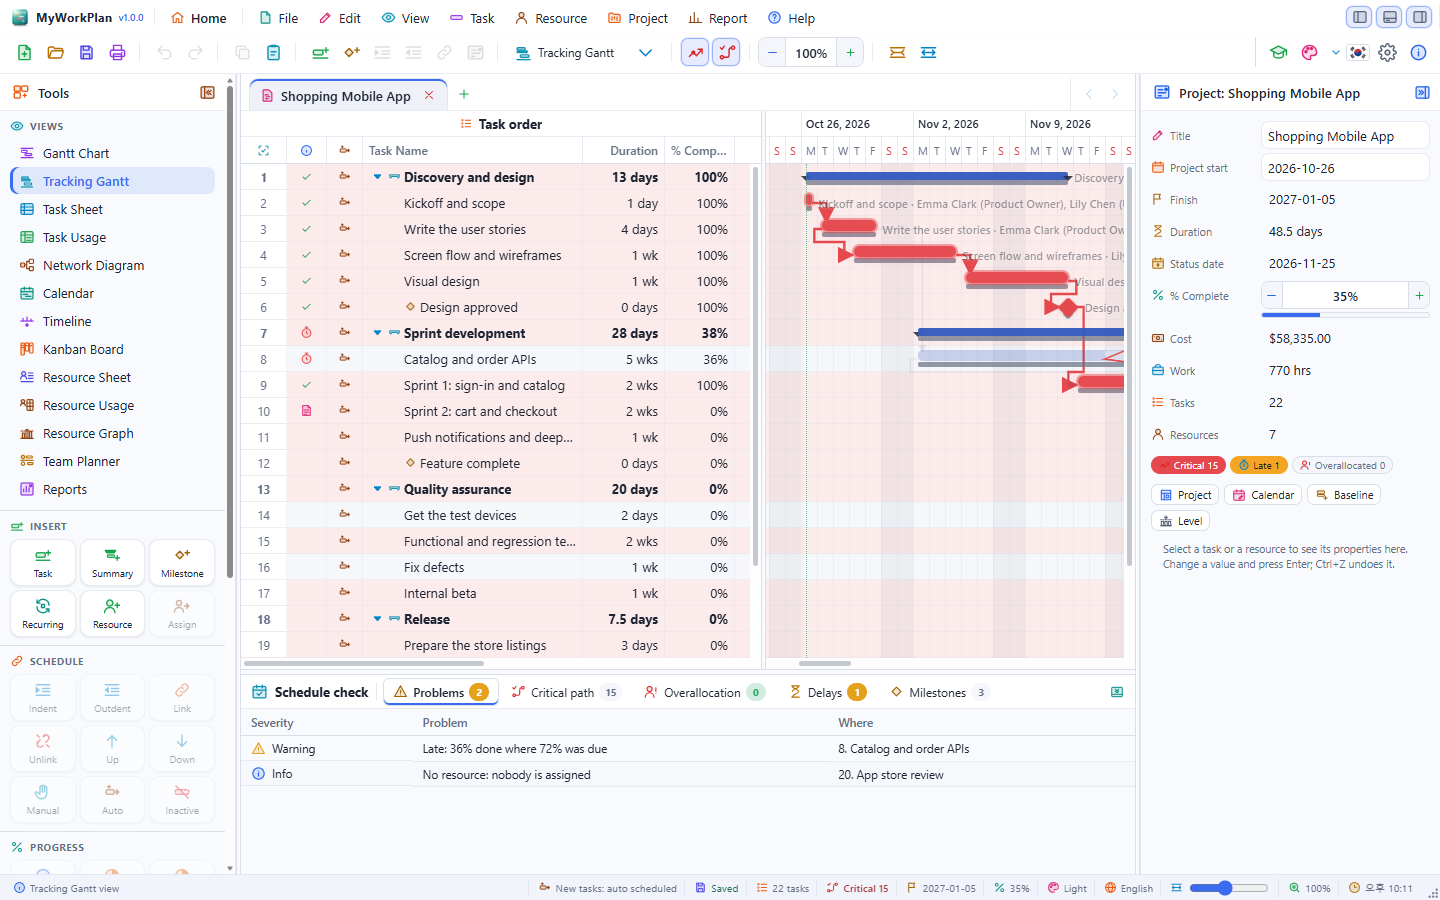 MyWorkPlan v1.0.0
Home
File
Edit
View
Task
Resource
Project
Report
Help
Tracking Gantt
100%
Tools
VIEWS
Gantt Chart
Tracking Gantt
Task Sheet
Task Usage
Network Diagram
Calendar
Timeline
Kanban Board
Resource Sheet
Resource Usage
Resource Graph
Team Planner
Reports
INSERT
Task Summary Milestone
Recurring Resource Assign
SCHEDULE
Indent Outdent Link
Unlink Up Down
Manual Auto Inactive
PROGRESS
Shopping Mobile App
Task order
Task Name Duration % Comp...
1 Discovery and design 13 days 100%
2 Kickoff and scope 1 day 100%
3 Write the user stories 4 days 100%
4 Screen flow and wireframes 1 wk 100%
5 Visual design 1 wk 100%
6 Design approved 0 days 100%
7 Sprint development 28 days 38%
8 Catalog and order APIs 5 wks 36%
9 Sprint 1: sign-in and catalog 2 wks 100%
10 Sprint 2: cart and checkout 2 wks 0%
11 Push notifications and deep... 1 wk 0%
12 Feature complete 0 days 0%
13 Quality assurance 20 days 0%
14 Get the test devices 2 days 0%
15 Functional and regression te... 2 wks 0%
16 Fix defects 1 wk 0%
17 Internal beta 1 wk 0%
18 Release 7.5 days 0%
19 Prepare the store listings 3 days 0%
Oct 26, 2026 Nov 2, 2026 Nov 9, 2026
S S M T W T F S S M T W T F S S M T W T F S S
Discovery
Kickoff and scope · Emma Clark (Product Owner), Lily Chen (
Write the user stories · Emma Clark (Product Ow
Screen flow and wireframes · Lil
Visual des
Design
Schedule check
Problems 2
Critical path 15
Overallocation 0
Delays 1
Milestones 3
Severity Problem Where
Warning Late: 36% done where 72% was due 8. Catalog and order APIs
Info No resource: nobody is assigned 20. App store review
Project: Shopping Mobile App
Title Shopping Mobile App
Project start 2026-10-26
Finish 2027-01-05
Duration 48.5 days
Status date 2026-11-25
% Complete 35%
Cost $58,335.00
Work 770 hrs
Tasks 22
Resources 7
Critical 15 Late 1 Overallocated 0
Project Calendar Baseline
Level
Select a task or a resource to see its properties here.
Change a value and press Enter; Ctrl+Z undoes it.
Tracking Gantt view
New tasks: auto scheduled
Saved
22 tasks
Critical 15
2027-01-05
35%
Light
English
100%
오후 10:11